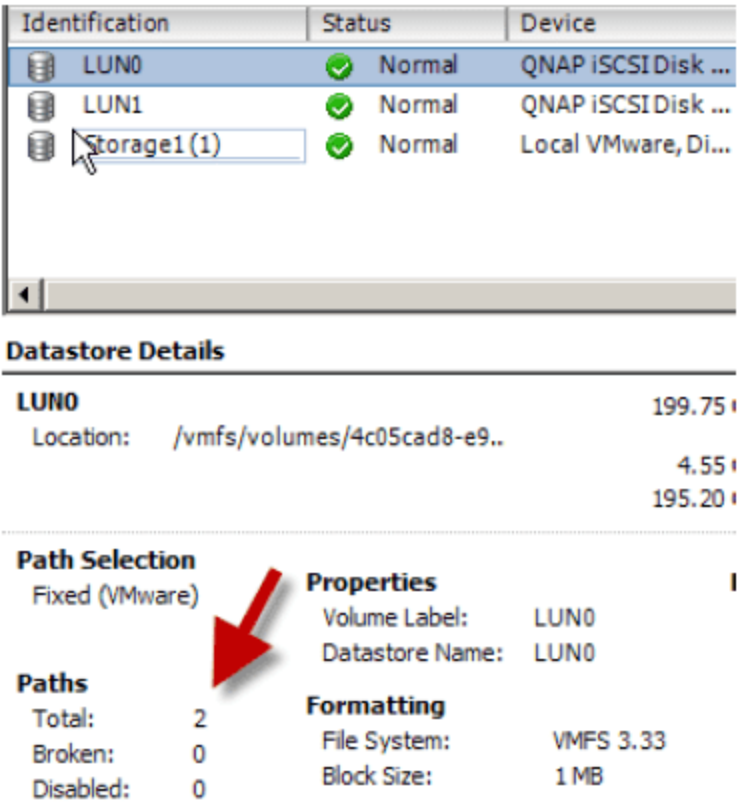 Identification Status Device
LUN0 Normal QNAP iSCSI Disk ...
LUN1 Normal QNAP iSCSI Disk ...
Storage1 (1) Normal Local VMware, Di...
Datastore Details
LUN0 199.75
Location: /vmfs/volumes/4c05cad8-e9..
4.55
195.20
Path Selection
Fixed (VMware)
Properties
Volume Label: LUN0
Datastore Name: LUN0
Paths
Total: 2
Broken: 0
Disabled: 0
Formatting
File System: VMFS 3.33
Block Size: 1 MB